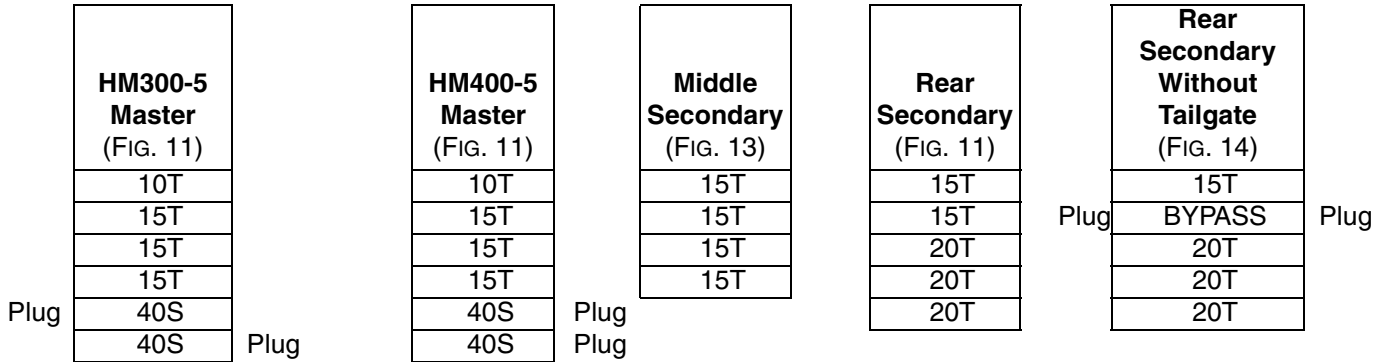 HM300-5
Master
(FIG. 11)
10T
15T
15T
15T
Plug 40S
40S Plug
HM400-5
Master
(FIG. 11)
10T
15T
15T
15T
40S Plug
40S Plug
Middle
Secondary
(FIG. 13)
15T
15T
15T
15T
Rear
Secondary
(FIG. 11)
15T
15T
20T
20T
20T
Rear
Secondary
Without
Tailgate
(FIG. 14)
15T
Plug BYPASS Plug
20T
20T
20T